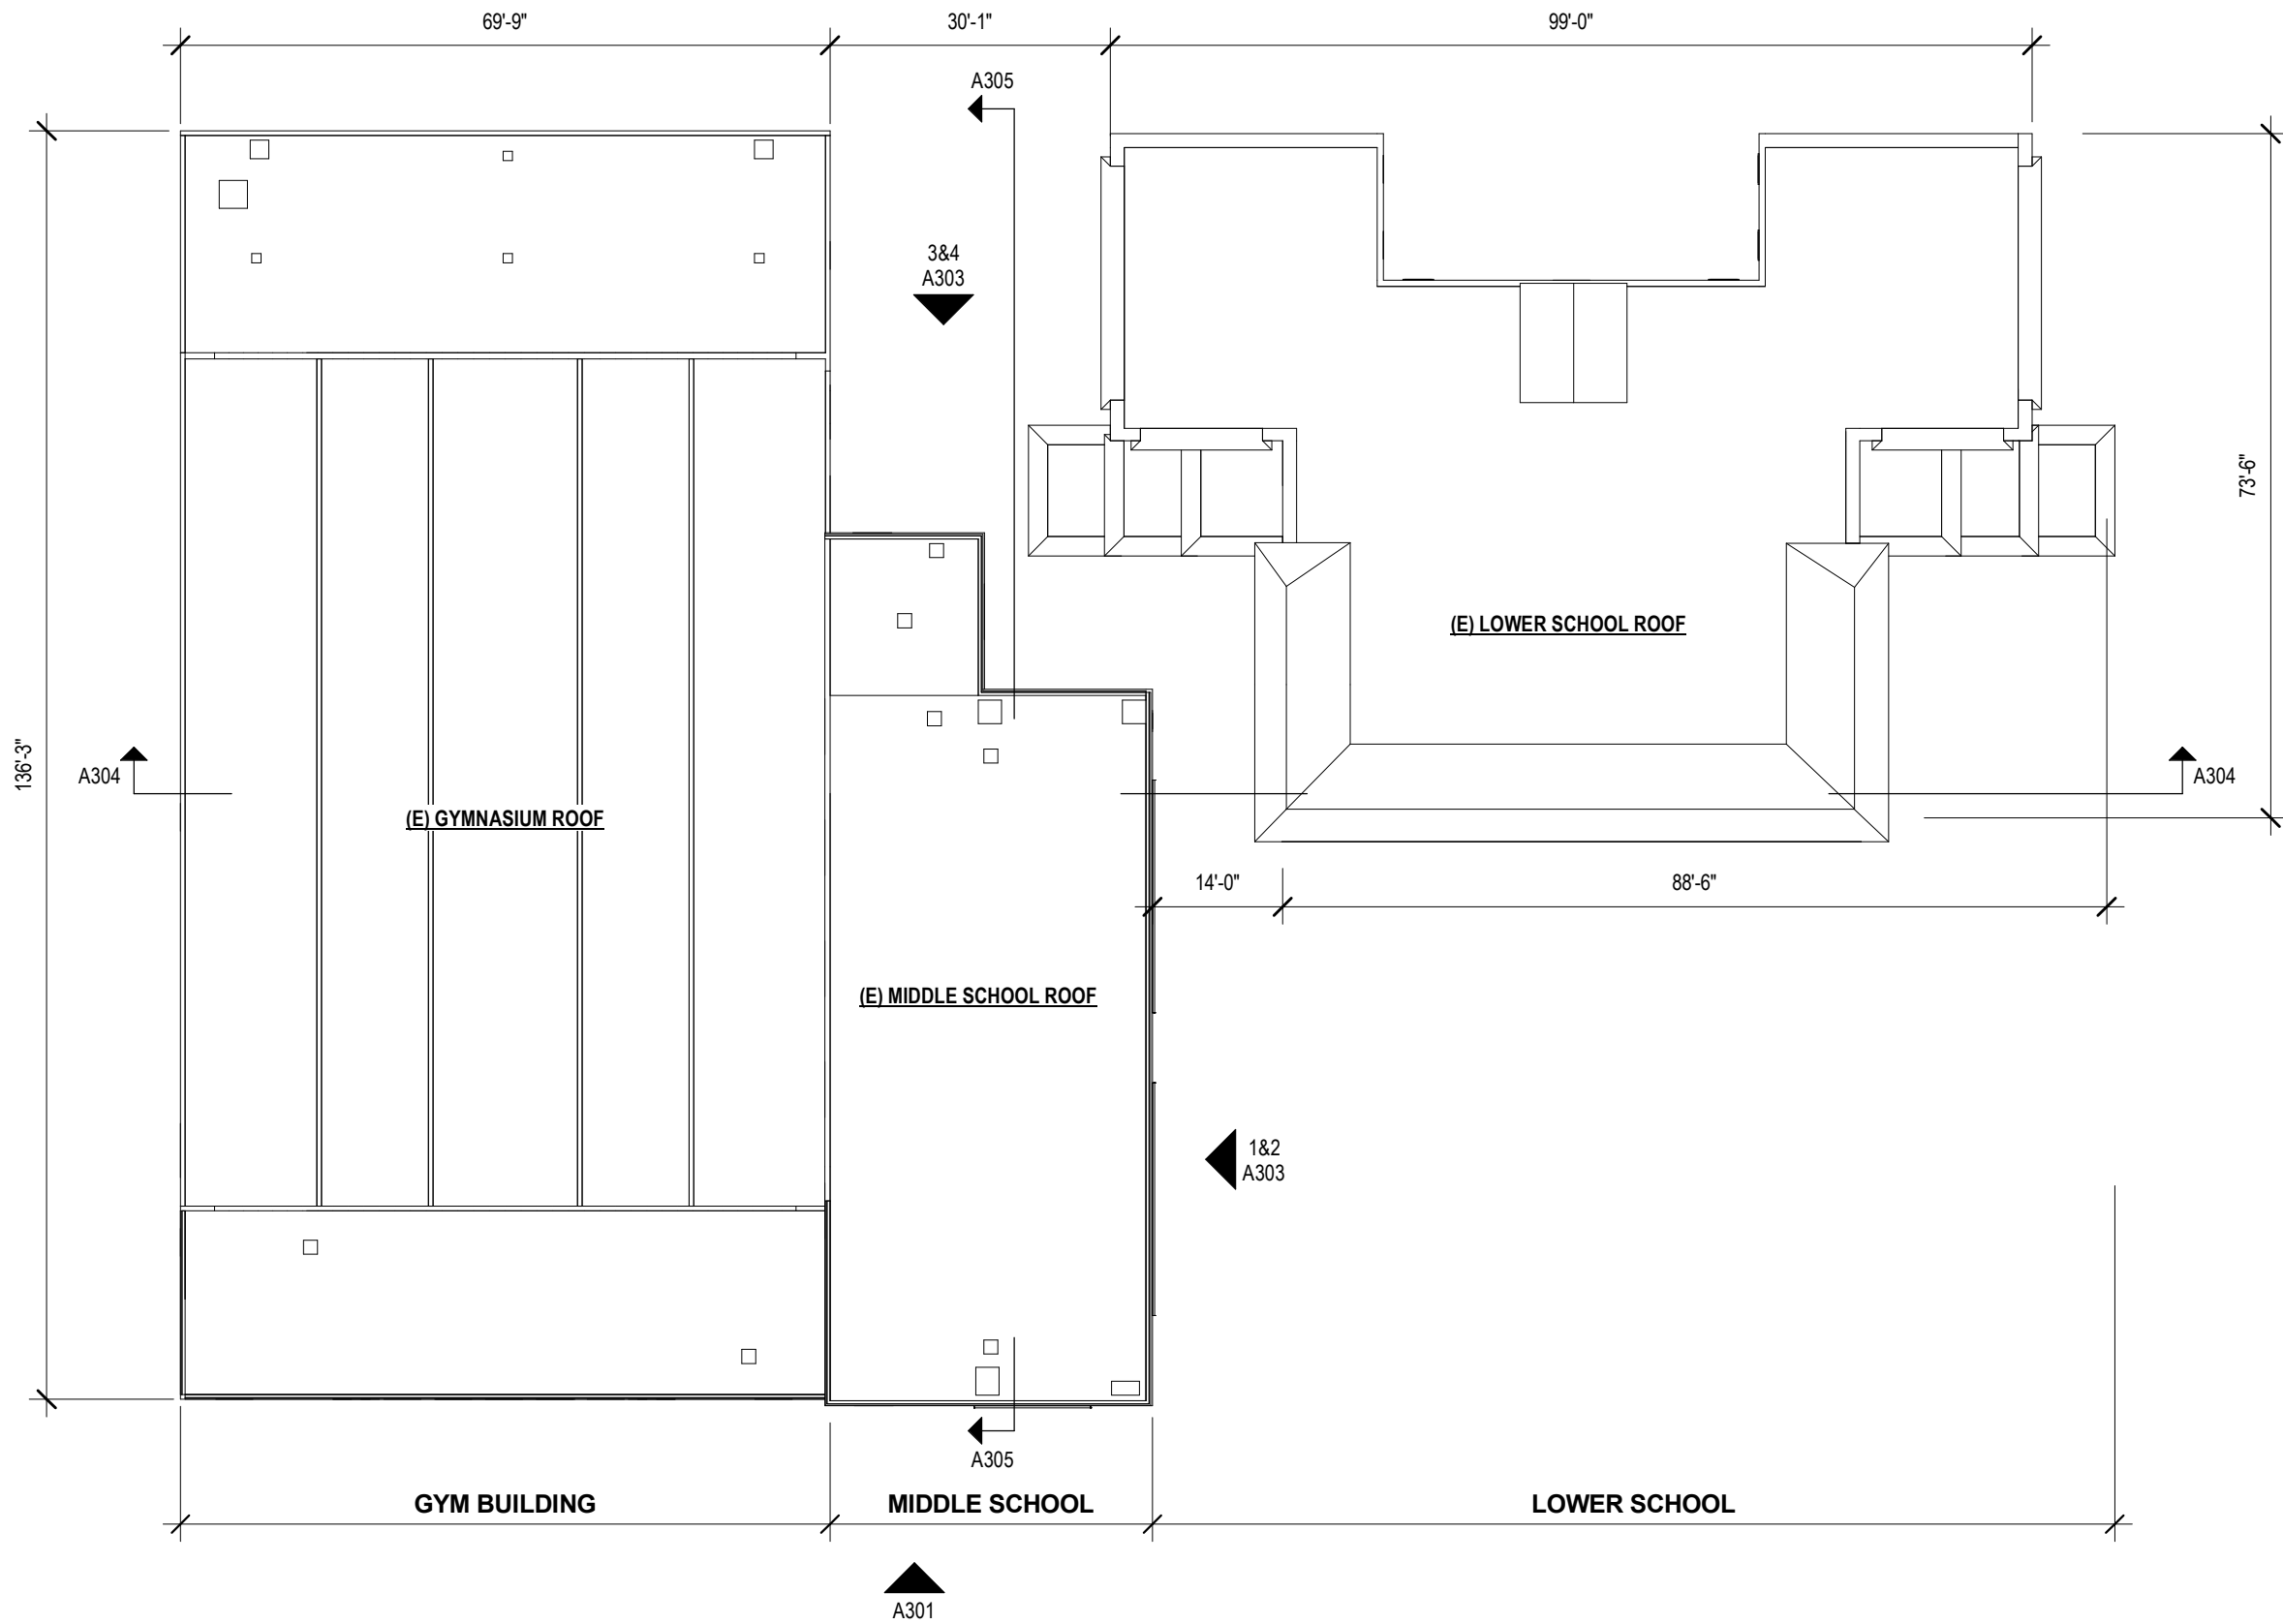 69'-9"
30'-1"
99'-0"
A305
3&4
A303
73'-6"
(E) LOWER SCHOOL ROOF
136'-3"
A304
A304
(E) GYMNASIUM ROOF
14'-0"
88'-6"
(E) MIDDLE SCHOOL ROOF
1&2
A303
A305
GYM BUILDING
MIDDLE SCHOOL
LOWER SCHOOL
A301